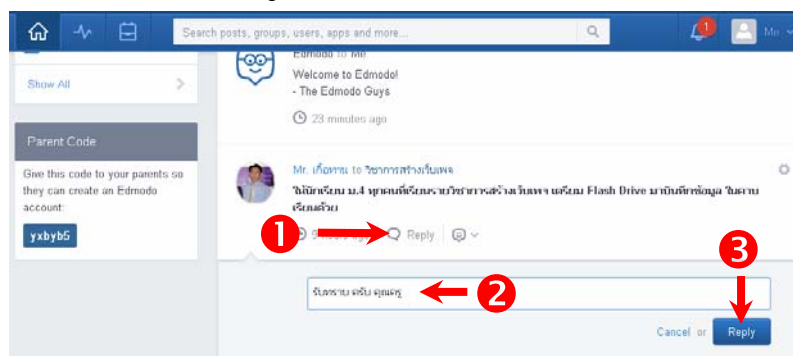 Search posts, groups, users, apps and more...
1
Me
Edmodo to Me
Welcome to Edmodo!
- The Edmodo Guys
23 minutes ago
Show All
Parent Code
Give this code to your parents so
they can create an Edmodo
account:
yxbyb5
Mr. เกื้อทาน to วิชาการสร้างเว็บเพจ
ให้นักเรียน ม.4 ทุกคนที่เรียนรายวิชาการสร้างเว็บเพจ เตรียม Flash Drive มาบันทึกข้อมูล ในคาบ
เรียนด้วย
1
ago
Reply
รับทราบ ครับ คุณครู
2
3
Cancel or Reply